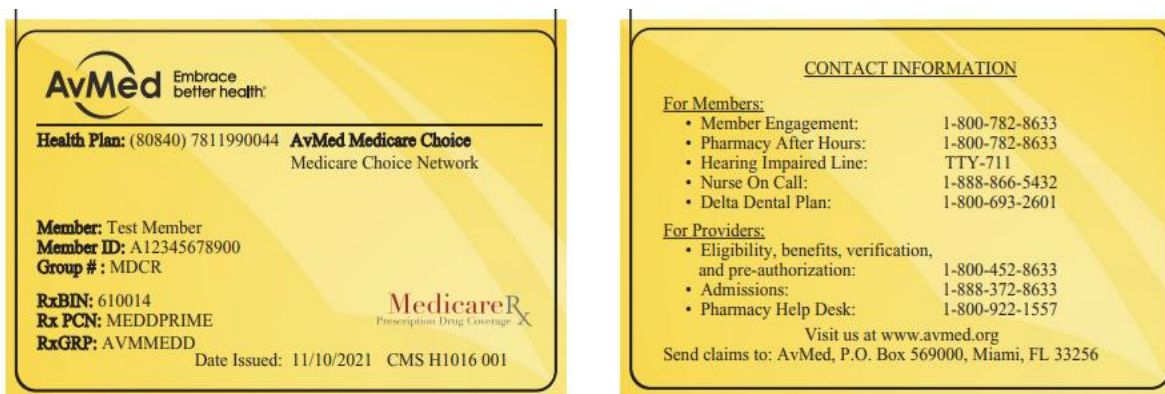 AvMed Embrace
better health®
Health Plan: (80840) 7811990044 AvMed Medicare Choice
Medicare Choice Network
Member: Test Member
Member ID: A12345678900
Group # : MDCR
RxBIN: 610014
Rx PCN: MEDDPRIME
RxGRP: AVMMEDD
MedicareRx
Prescription Drug Coverage
Date Issued: 11/10/2021 CMS H1016 001
CONTACT INFORMATION
For Members:
• Member Engagement: 1-800-782-8633
• Pharmacy After Hours: 1-800-782-8633
• Hearing Impaired Line: TTY-711
• Nurse On Call: 1-888-866-5432
• Delta Dental Plan: 1-800-693-2601
For Providers:
• Eligibility, benefits, verification,
and pre-authorization: 1-800-452-8633
• Admissions: 1-888-372-8633
• Pharmacy Help Desk: 1-800-922-1557
Visit us at www.avmed.org
Send claims to: AvMed, P.O. Box 569000, Miami, FL 33256